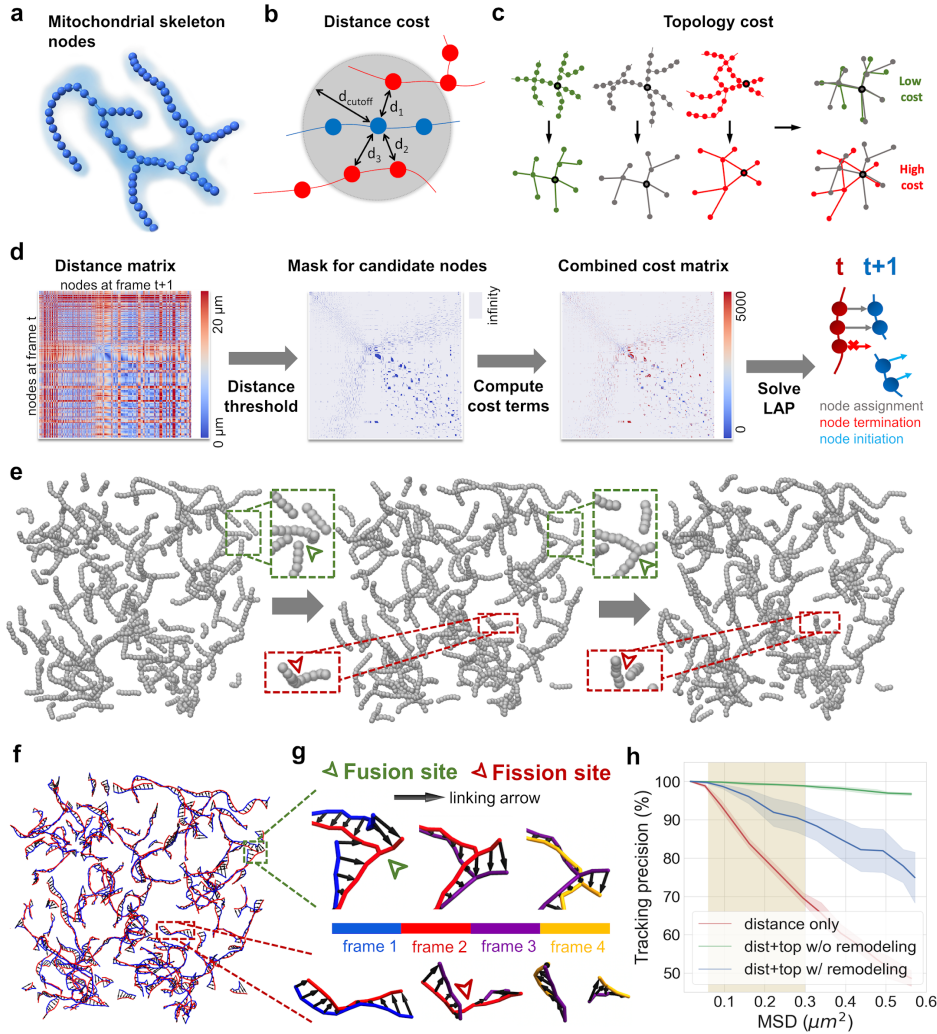 a
Mitochondrial skeleton
nodes
b
Distance cost
dcutoff
d1
d2
d3
c
Topology cost
Low
cost
High
cost
d
Distance matrix
nodes at frame t+1
nodes at frame t
20 μm
0 μm
Distance
threshold
Mask for candidate nodes
infinity
Compute
cost terms
Combined cost matrix
5000
0
Solve
LAP
t
t+1
node assignment
node termination
node initiation
e
f
g
Fusion site
Fission site
linking arrow
frame 1
frame 2
frame 3
frame 4
h
Tracking precision (%)
100
90
80
70
60
50
distance only
dist+top w/o remodeling
dist+top w/ remodeling
0.1
0.2
0.3
0.4
0.5
0.6
MSD (μm²)